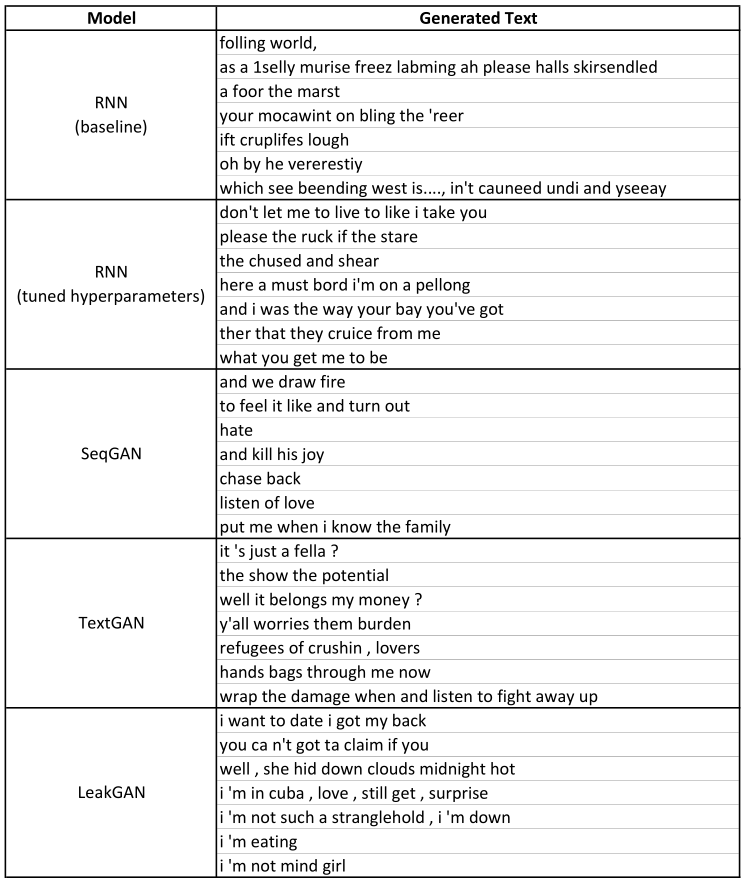 Model Generated Text
RNN
(baseline)
folling world,
as a 1selly murise freez labming ah please halls skirsendled
a foor the marst
your mocawint on bling the 'reer
ift cruplifes lough
oh by he vererestiy
which see beending west is...., in't cauneed undi and yseeay
RNN
(tuned hyperparameters)
don't let me to live to like i take you
please the ruck if the stare
the chused and shear
here a must bord i'm on a pellong
and i was the way your bay you've got
ther that they cruice from me
what you get me to be
SeqGAN
and we draw fire
to feel it like and turn out
hate
and kill his joy
chase back
listen of love
put me when i know the family
TextGAN
it 's just a fella ?
the show the potential
well it belongs my money ?
y'all worries them burden
refugees of crushin , lovers
hands bags through me now
wrap the damage when and listen to fight away up
LeakGAN
i want to date i got my back
you ca n't got ta claim if you
well , she hid down clouds midnight hot
i 'm in cuba , love , still get , surprise
i 'm not such a stranglehold , i 'm down
i 'm eating
i 'm not mind girl